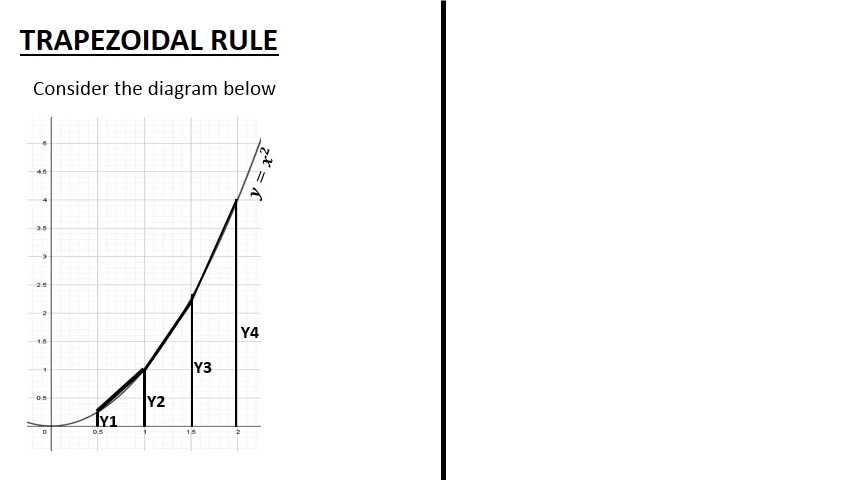 TRAPEZOIDAL RULE
Consider the diagram below
y = x²
5
4.5
4
3.5
3
2.5
2
1.5
1
0.5
Y4
Y3
Y2
Y1
0 0.5 1 1.5 2